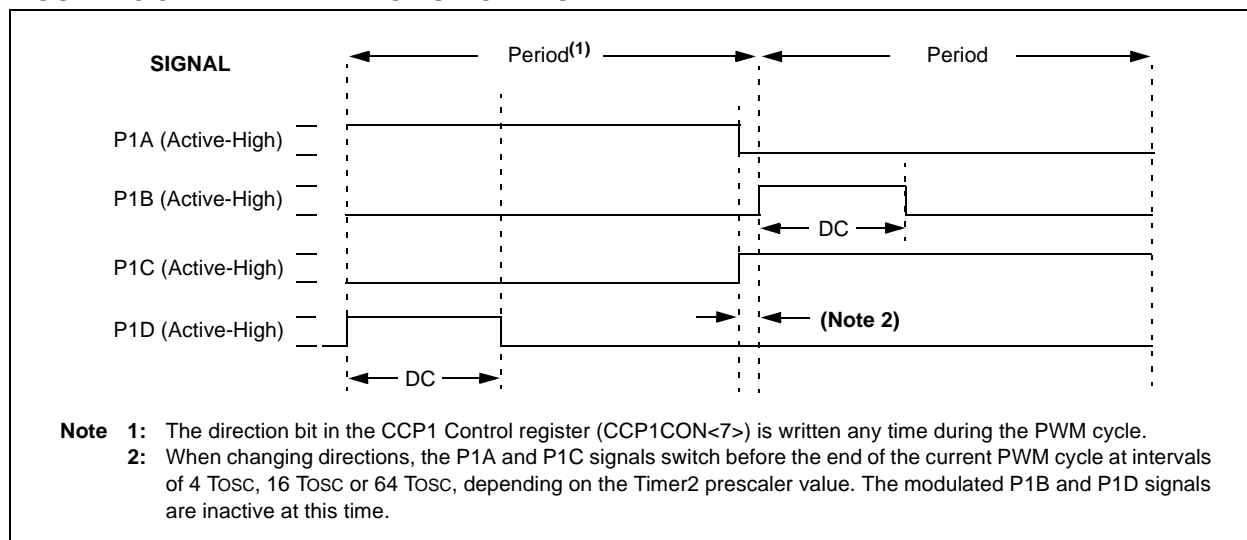 SIGNAL
Period(1)
Period
P1A (Active-High)
P1B (Active-High)
DC
P1C (Active-High)
P1D (Active-High)
(Note 2)
DC
Note 1: The direction bit in the CCP1 Control register (CCP1CON<7>) is written any time during the PWM cycle.
2: When changing directions, the P1A and P1C signals switch before the end of the current PWM cycle at intervals
of 4 TOSC, 16 TOSC or 64 TOSC, depending on the Timer2 prescaler value. The modulated P1B and P1D signals
are inactive at this time.